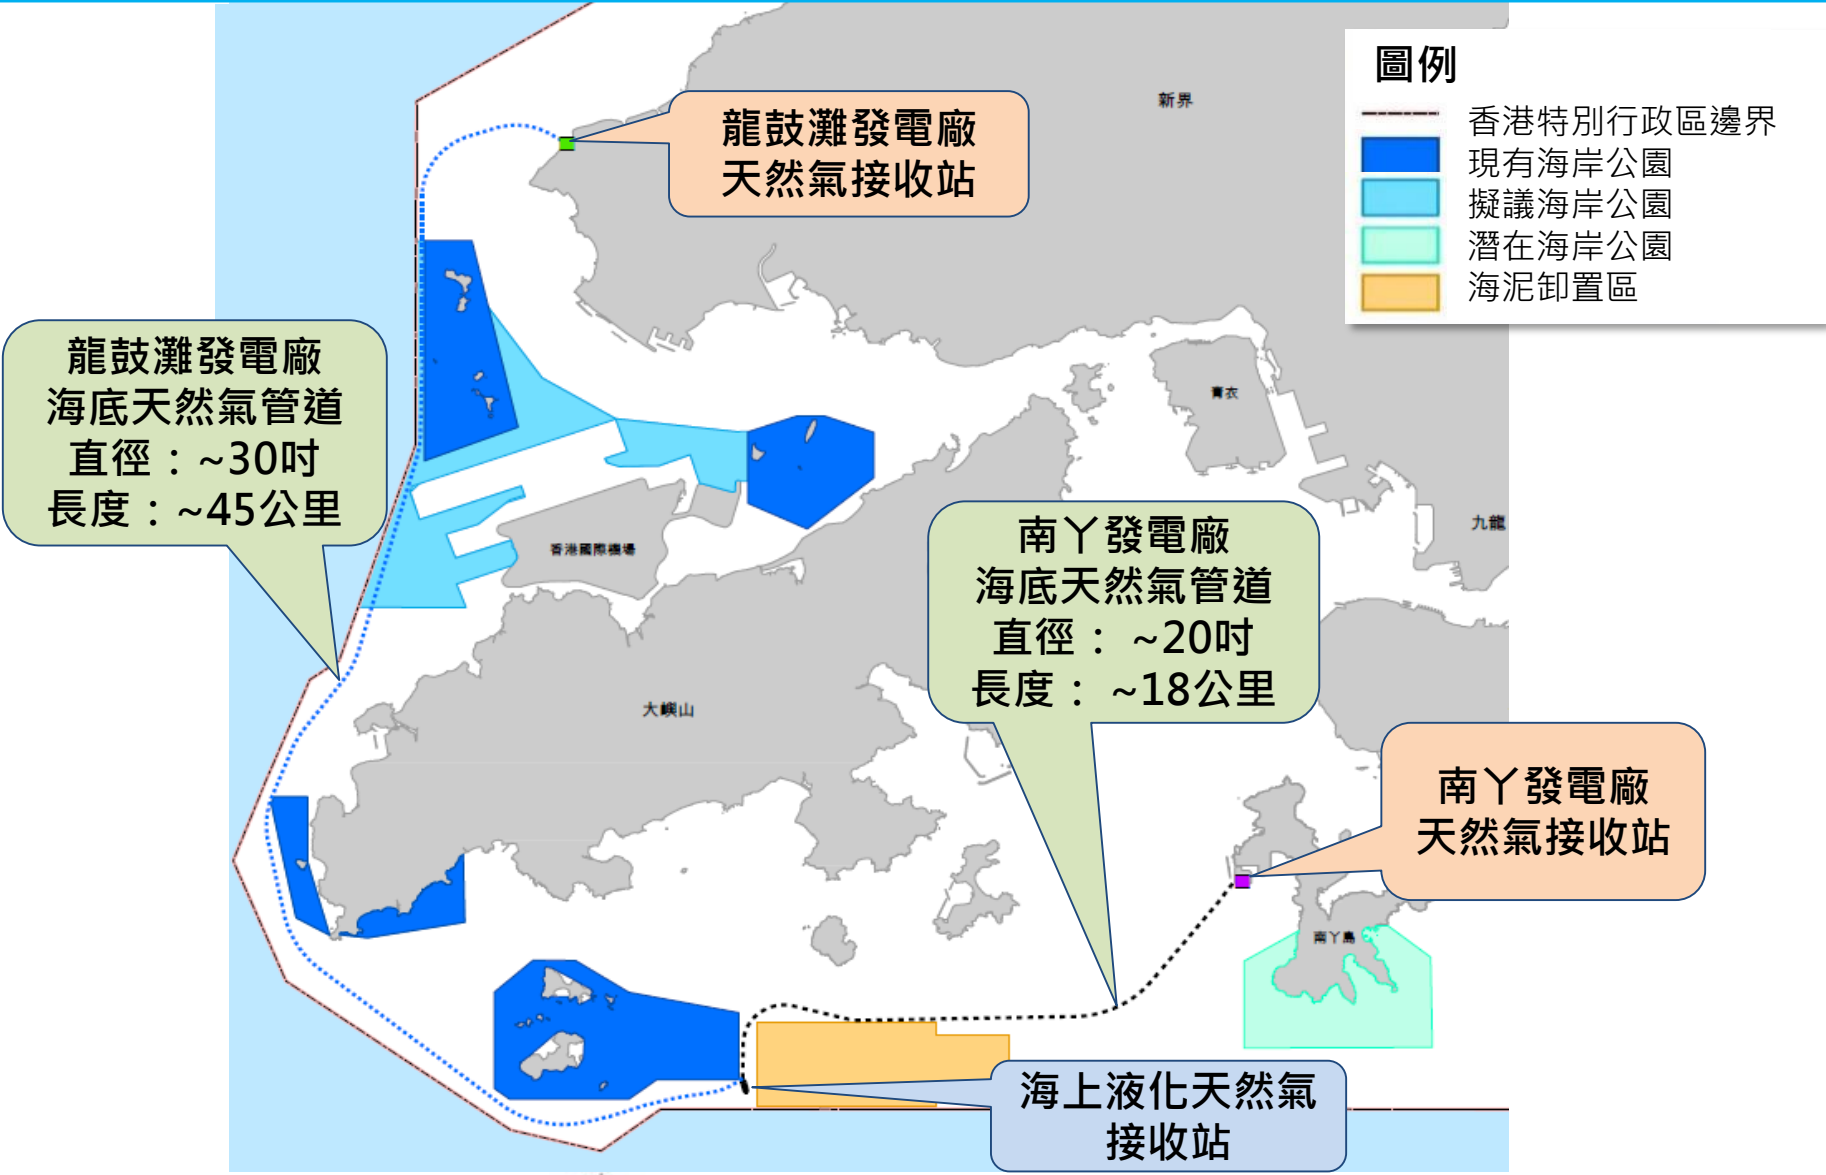 新界
圖例
香港特別行政區邊界
現有海岸公園
擬議海岸公園
潛在海岸公園
海泥卸置區
龍鼓灘發電廠
天然氣接收站
龍鼓灘發電廠
海底天然氣管道
直徑：~30吋
長度：~45公里
青衣
九龍
香港國際機場
南丫發電廠
海底天然氣管道
直徑： ~20吋
長度： ~18公里
大嶼山
南丫發電廠
天然氣接收站
南丫島
海上液化天然氣
接收站